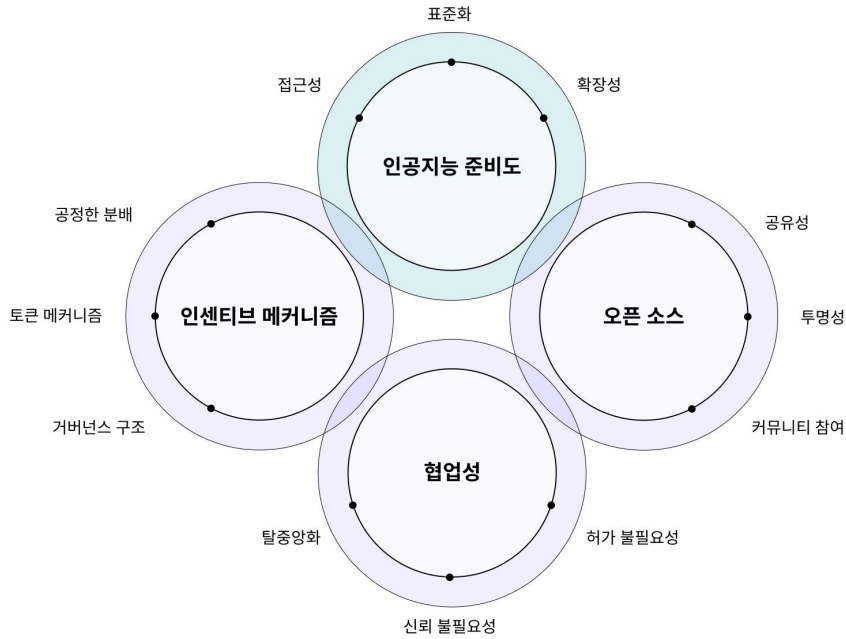 표준화
접근성
확장성
인공지능 준비도
공정한 분배
공유성
토큰 메커니즘
인센티브 메커니즘
오픈 소스
투명성
거버넌스 구조
커뮤니티 참여
협업성
탈중앙화
허가 불필요성
신뢰 불필요성